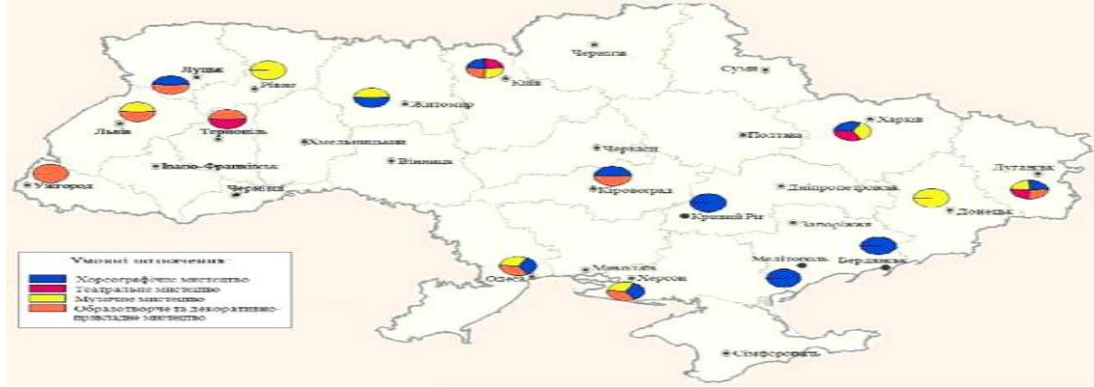 Чернігів
Суми
Луцьк
Рівне
Київ
Житомир
Львів
Тернопіль
Хмельницький
Полтава
Харків
Черкаси
Вінниця
Івано-Франківськ
Луганськ
Ужгород
Чернівці
Кіровоград
Дніпропетровськ
Кривий Ріг
Донецьк
Запоріжжя
Умовні визначення
Хореографічне мистецтво
Театральне мистецтво
Музичне мистецтво
Образотворче та декоративно-
прикладне мистецтво
Одеса
Миколаїв
Херсон
Мелітополь
Бердянськ
Сімферополь